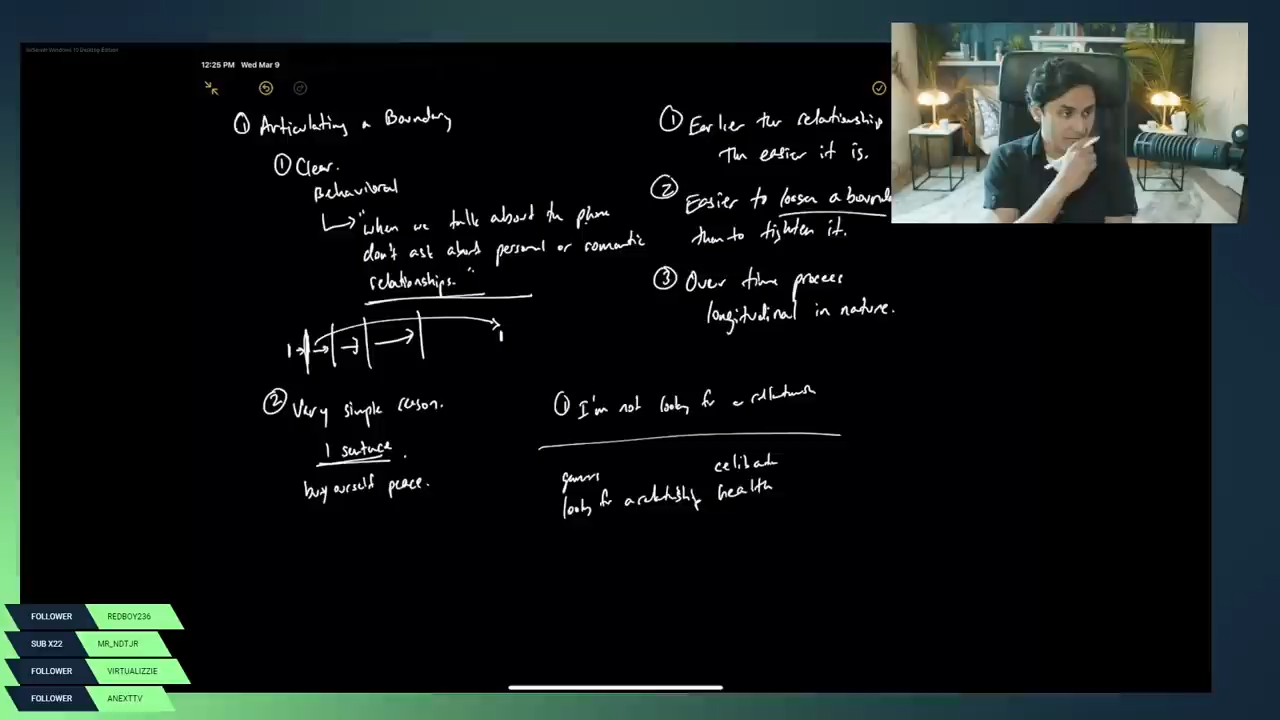 12:25 PM Wed Mar 9
① Articulating a Boundary
① Clear.
Behavioral
"when we talk about the phone
don't ask about personal or romantic
relationships."
② Very simple reason.
1 sentence.
buy ourself peace.
① Earlier the relationship
The easier it is.
② Easier to loosen a bound
than to tighten it.
③ Over time process
longitudinal in nature.
① I'm not looking for a relationship
celibate
looking for a relationship health
FOLLOWER REDBOY236
SUB X22 MR_NDTJR
FOLLOWER VIRTUALIZZIE
FOLLOWER ANEXTTV